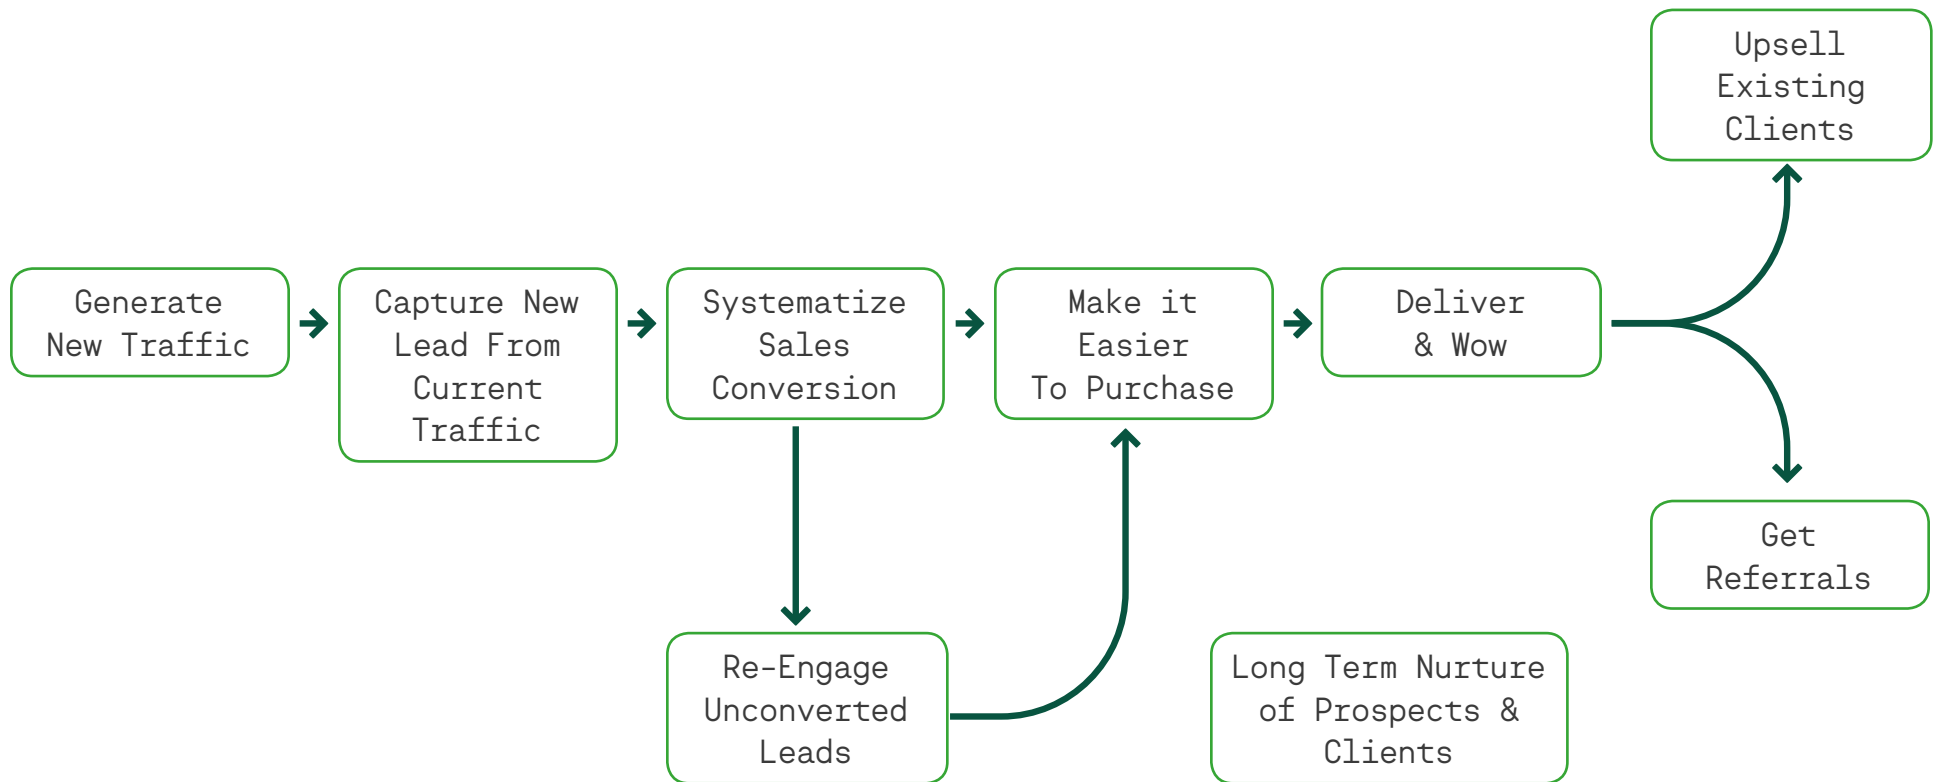 Generate
New Traffic
Capture New
Lead From
Current
Traffic
Systematize
Sales
Conversion
Make it
Easier
To Purchase
Deliver
& Wow
Upsell
Existing
Clients
Get
Referrals
Re-Engage
Unconverted
Leads
Long Term Nurture
of Prospects &
Clients